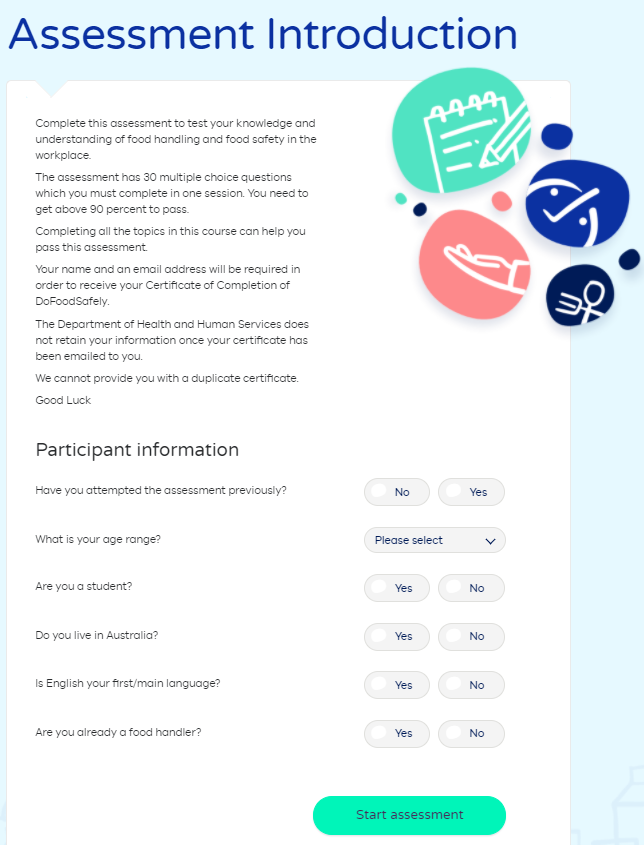 Assessment Introduction
Complete this assessment to test your knowledge and
understanding of food handling and food safety in the
workplace.
The assessment has 30 multiple choice questions
which you must complete in one session. You need to
get above 90 percent to pass.
Completing all the topics in this course can help you
pass this assessment.
Your name and an email address will be required in
order to receive your Certificate of Completion of
DoFoodSafely.
The Department of Health and Human Services does
not retain your information once your certificate has
been emailed to you.
We cannot provide you with a duplicate certificate.
Good Luck
Participant information
Have you attempted the assessment previously? No Yes
What is your age range? Please select
Are you a student? Yes No
Do you live in Australia? Yes No
Is English your first/main language? Yes No
Are you already a food handler? Yes No
Start assessment